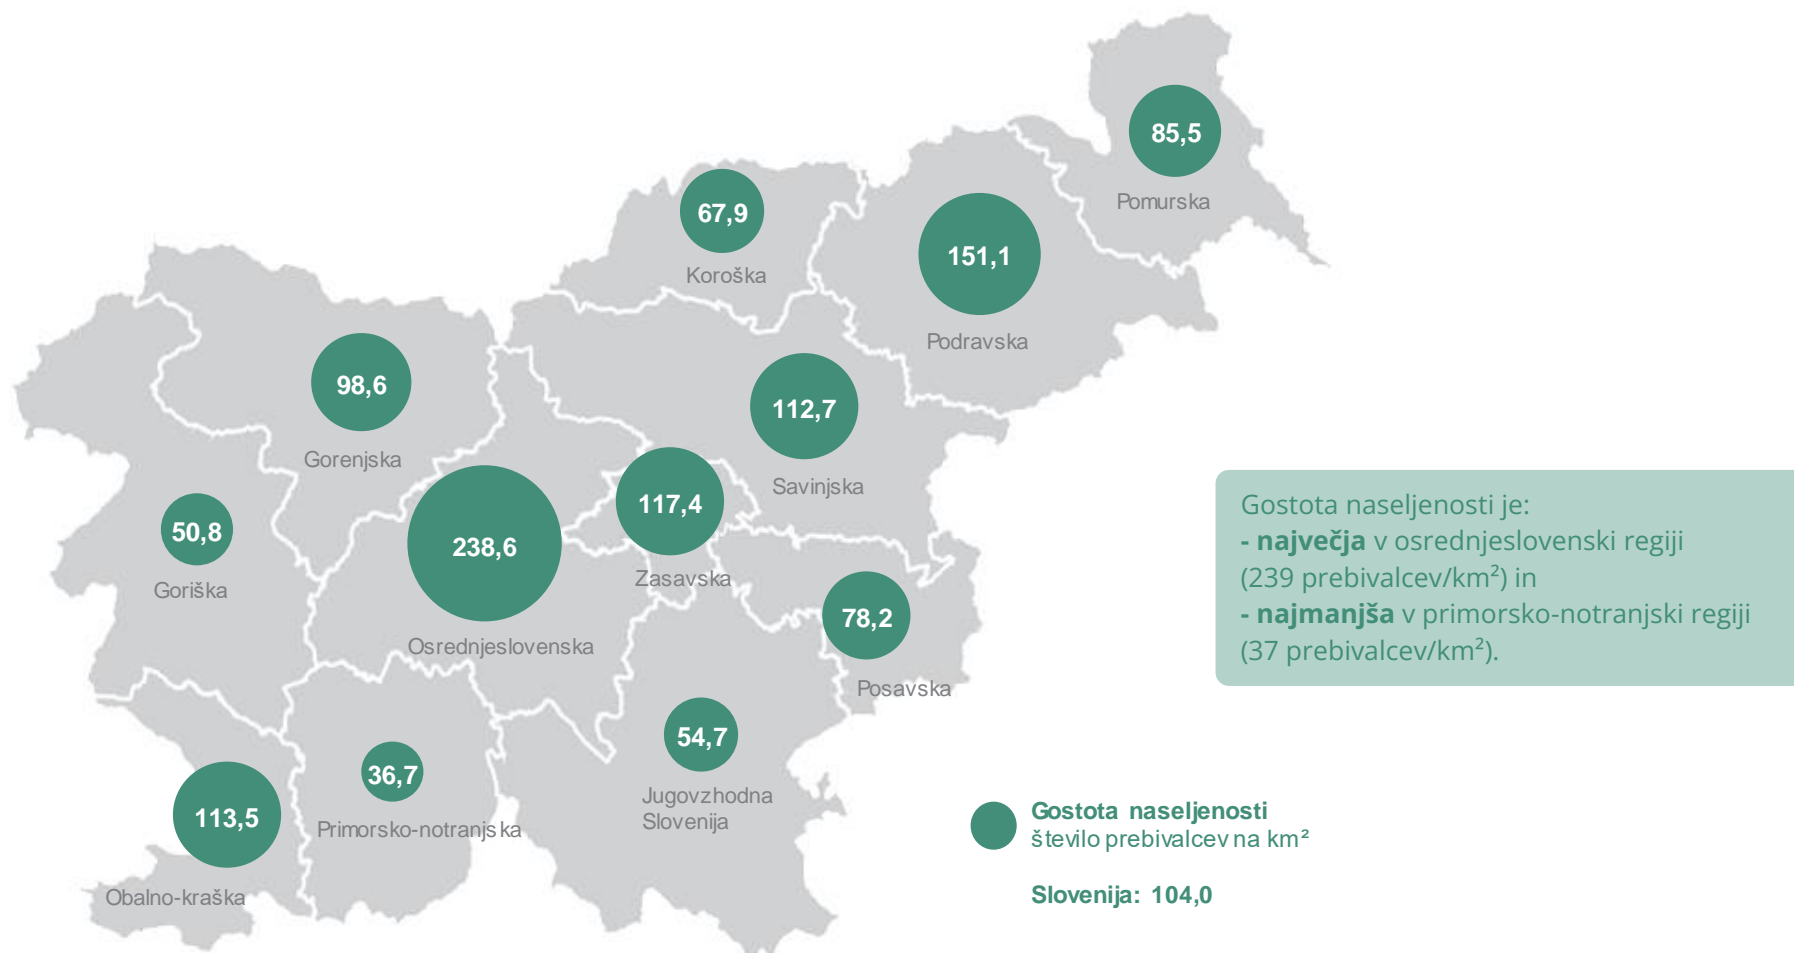 85,5
Pomurska
67,9
Koroška
151,1
Podravska
98,6
Gorenjska
112,7
Savinjska
50,8
Goriška
238,6
Osrednjeslovenska
117,4
Zasavska
78,2
Posavska
54,7
Jugovzhodna
Slovenija
36,7
Primorsko-notranjska
113,5
Obalno-kraška
Gostota naseljenosti je:
- največja v osrednjeslovenski regiji
(239 prebivalcev/km²) in
- najmanjša v primorsko-notranjski regiji
(37 prebivalcev/km²).
Gostota naseljenosti
število prebivalcev na km²
Slovenija: 104,0